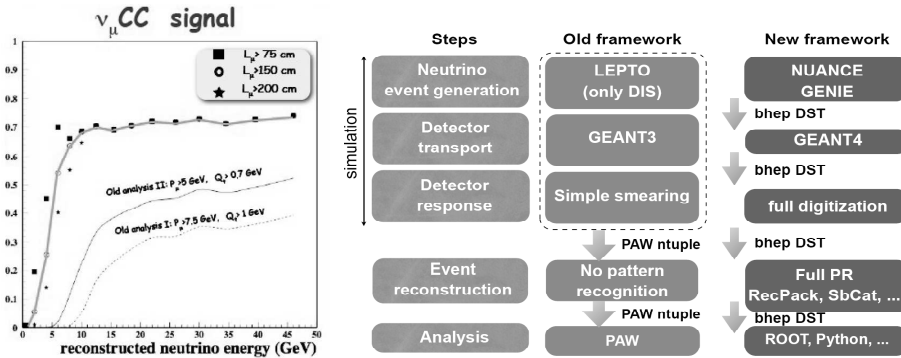 νμCC signal
1
0.9
0.8
0.7
0.6
0.5
0.4
0.3
0.2
0.1
0
Lμ> 75 cm
Lμ>150 cm
Lμ>200 cm
Old analysis II: Pμ>5 GeV, Qt> 0,7 GeV
Old analysis I: Pμ>7,5 GeV, Qt> 1 GeV
0 5 10 15 20 25 30 35 40 45 50
reconstructed neutrino energy (GeV)
Steps
Old framework
New framework
simulation
Neutrino
event generation
LEPTO
(only DIS)
NUANCE
GENIE
bhep DST
Detector
transport
GEANT3
GEANT4
bhep DST
Detector
response
Simple smearing
full digitization
PAW ntuple
bhep DST
Event
reconstruction
No pattern
recognition
Full PR
RecPack, SbCat, ...
PAW ntuple
bhep DST
Analysis
PAW
ROOT, Python, ...